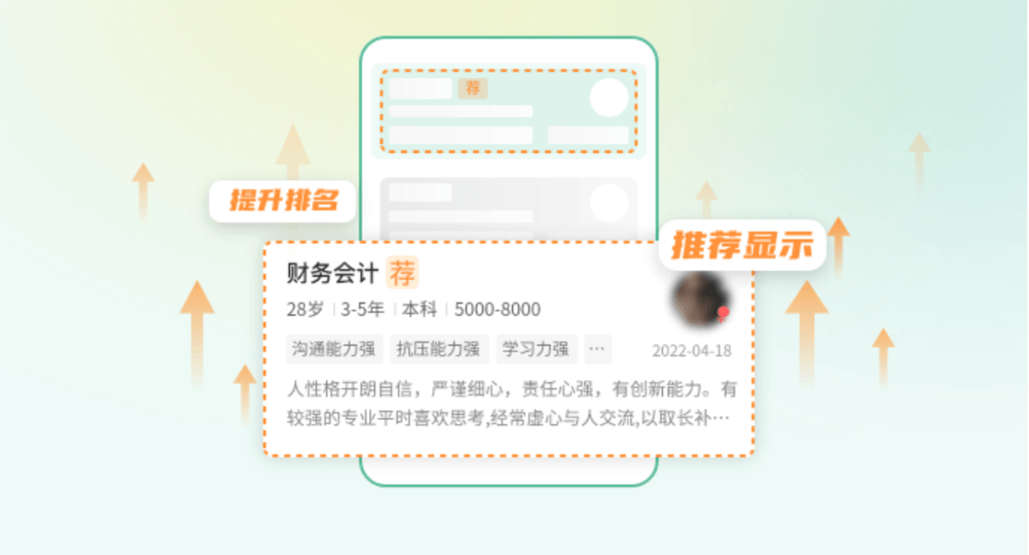 荐
提升排名
推荐显示
财务会计 荐
28岁 | 3-5年 | 本科 | 5000-8000
沟通能力强 抗压能力强 学习力强 ···
2022-04-18
人性格开朗自信，严谨细心，责任心强，有创新能力。有
较强的专业平时喜欢思考,经常虚心与人交流,以取长补···